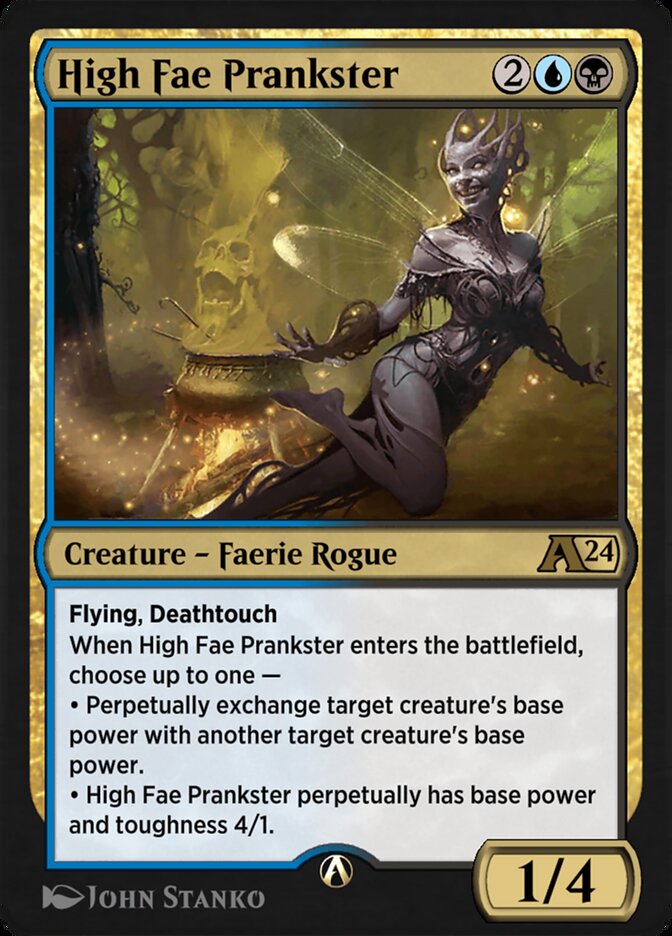 High Fae Prankster 2
Creature – Faerie Rogue A24
Flying, Deathtouch
When High Fae Prankster enters the battlefield,
choose up to one —
• Perpetually exchange target creature's base
power with another target creature's base
power.
• High Fae Prankster perpetually has base power
and toughness 4/1.
1/4
John Stanko